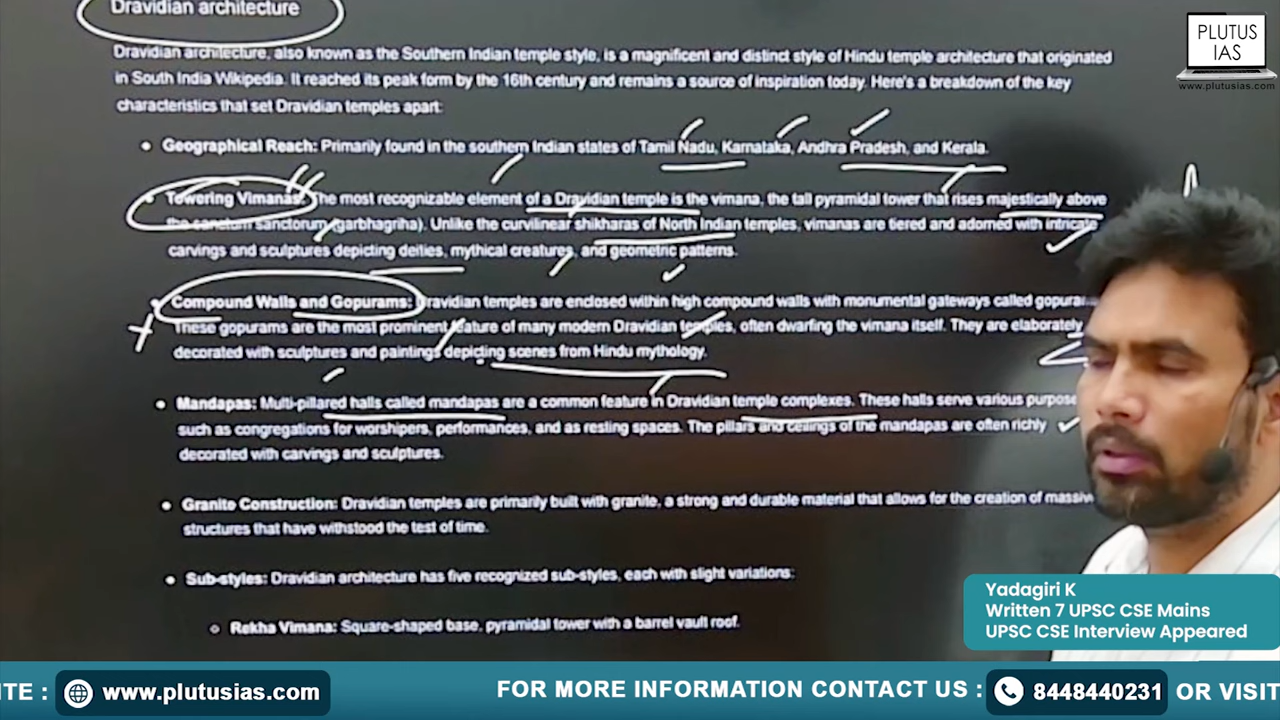 Dravidian architecture
PLUTUS
IAS
www.plutusias.com
Dravidian architecture, also known as the Southern Indian temple style, is a magnificent and distinct style of Hindu temple architecture that originated
in South India Wikipedia. It reached its peak form by the 16th century and remains a source of inspiration today. Here's a breakdown of the key
characteristics that set Dravidian temples apart:
• Geographical Reach: Primarily found in the southern Indian states of Tamil Nadu, Karnataka, Andhra Pradesh, and Kerala.
• Towering Vimanas: The most recognizable element of a Dravidian temple is the vimana, the tall pyramidal tower that rises majestically above
the sanctum sanctorum (garbhagriha). Unlike the curvilinear shikharas of North Indian temples, vimanas are tiered and adorned with intricate
carvings and sculptures depicting deities, mythical creatures, and geometric patterns.
• Compound Walls and Gopurams: Dravidian temples are enclosed within high compound walls with monumental gateways called
These gopurams are the most prominent feature of many modern Dravidian temples, often dwarfing the vimana itself. They are elaborately
decorated with sculptures and paintings depicting scenes from Hindu mythology.
• Mandapas: Multi-pillared halls called mandapas are a common feature in Dravidian temple complexes. These halls serve various
such as congregations for worshipers, performances, and as resting spaces. The pillars and ceilings of the mandapas are often richly
decorated with carvings and sculptures.
• Granite Construction: Dravidian temples are primarily built with granite, a strong and durable material that allows for the creation of massive
structures that have withstood the test of time.
• Sub-styles: Dravidian architecture has five recognized sub-styles, each with slight variations:
○ Rekha Vimana: Square-shaped base, pyramidal tower with a barrel vault roof.
Yadagiri K
Written 7 UPSC CSE Mains
UPSC CSE Interview Appeared
ITE : www.plutusias.com FOR MORE INFORMATION CONTACT US : 8448440231 OR VISIT